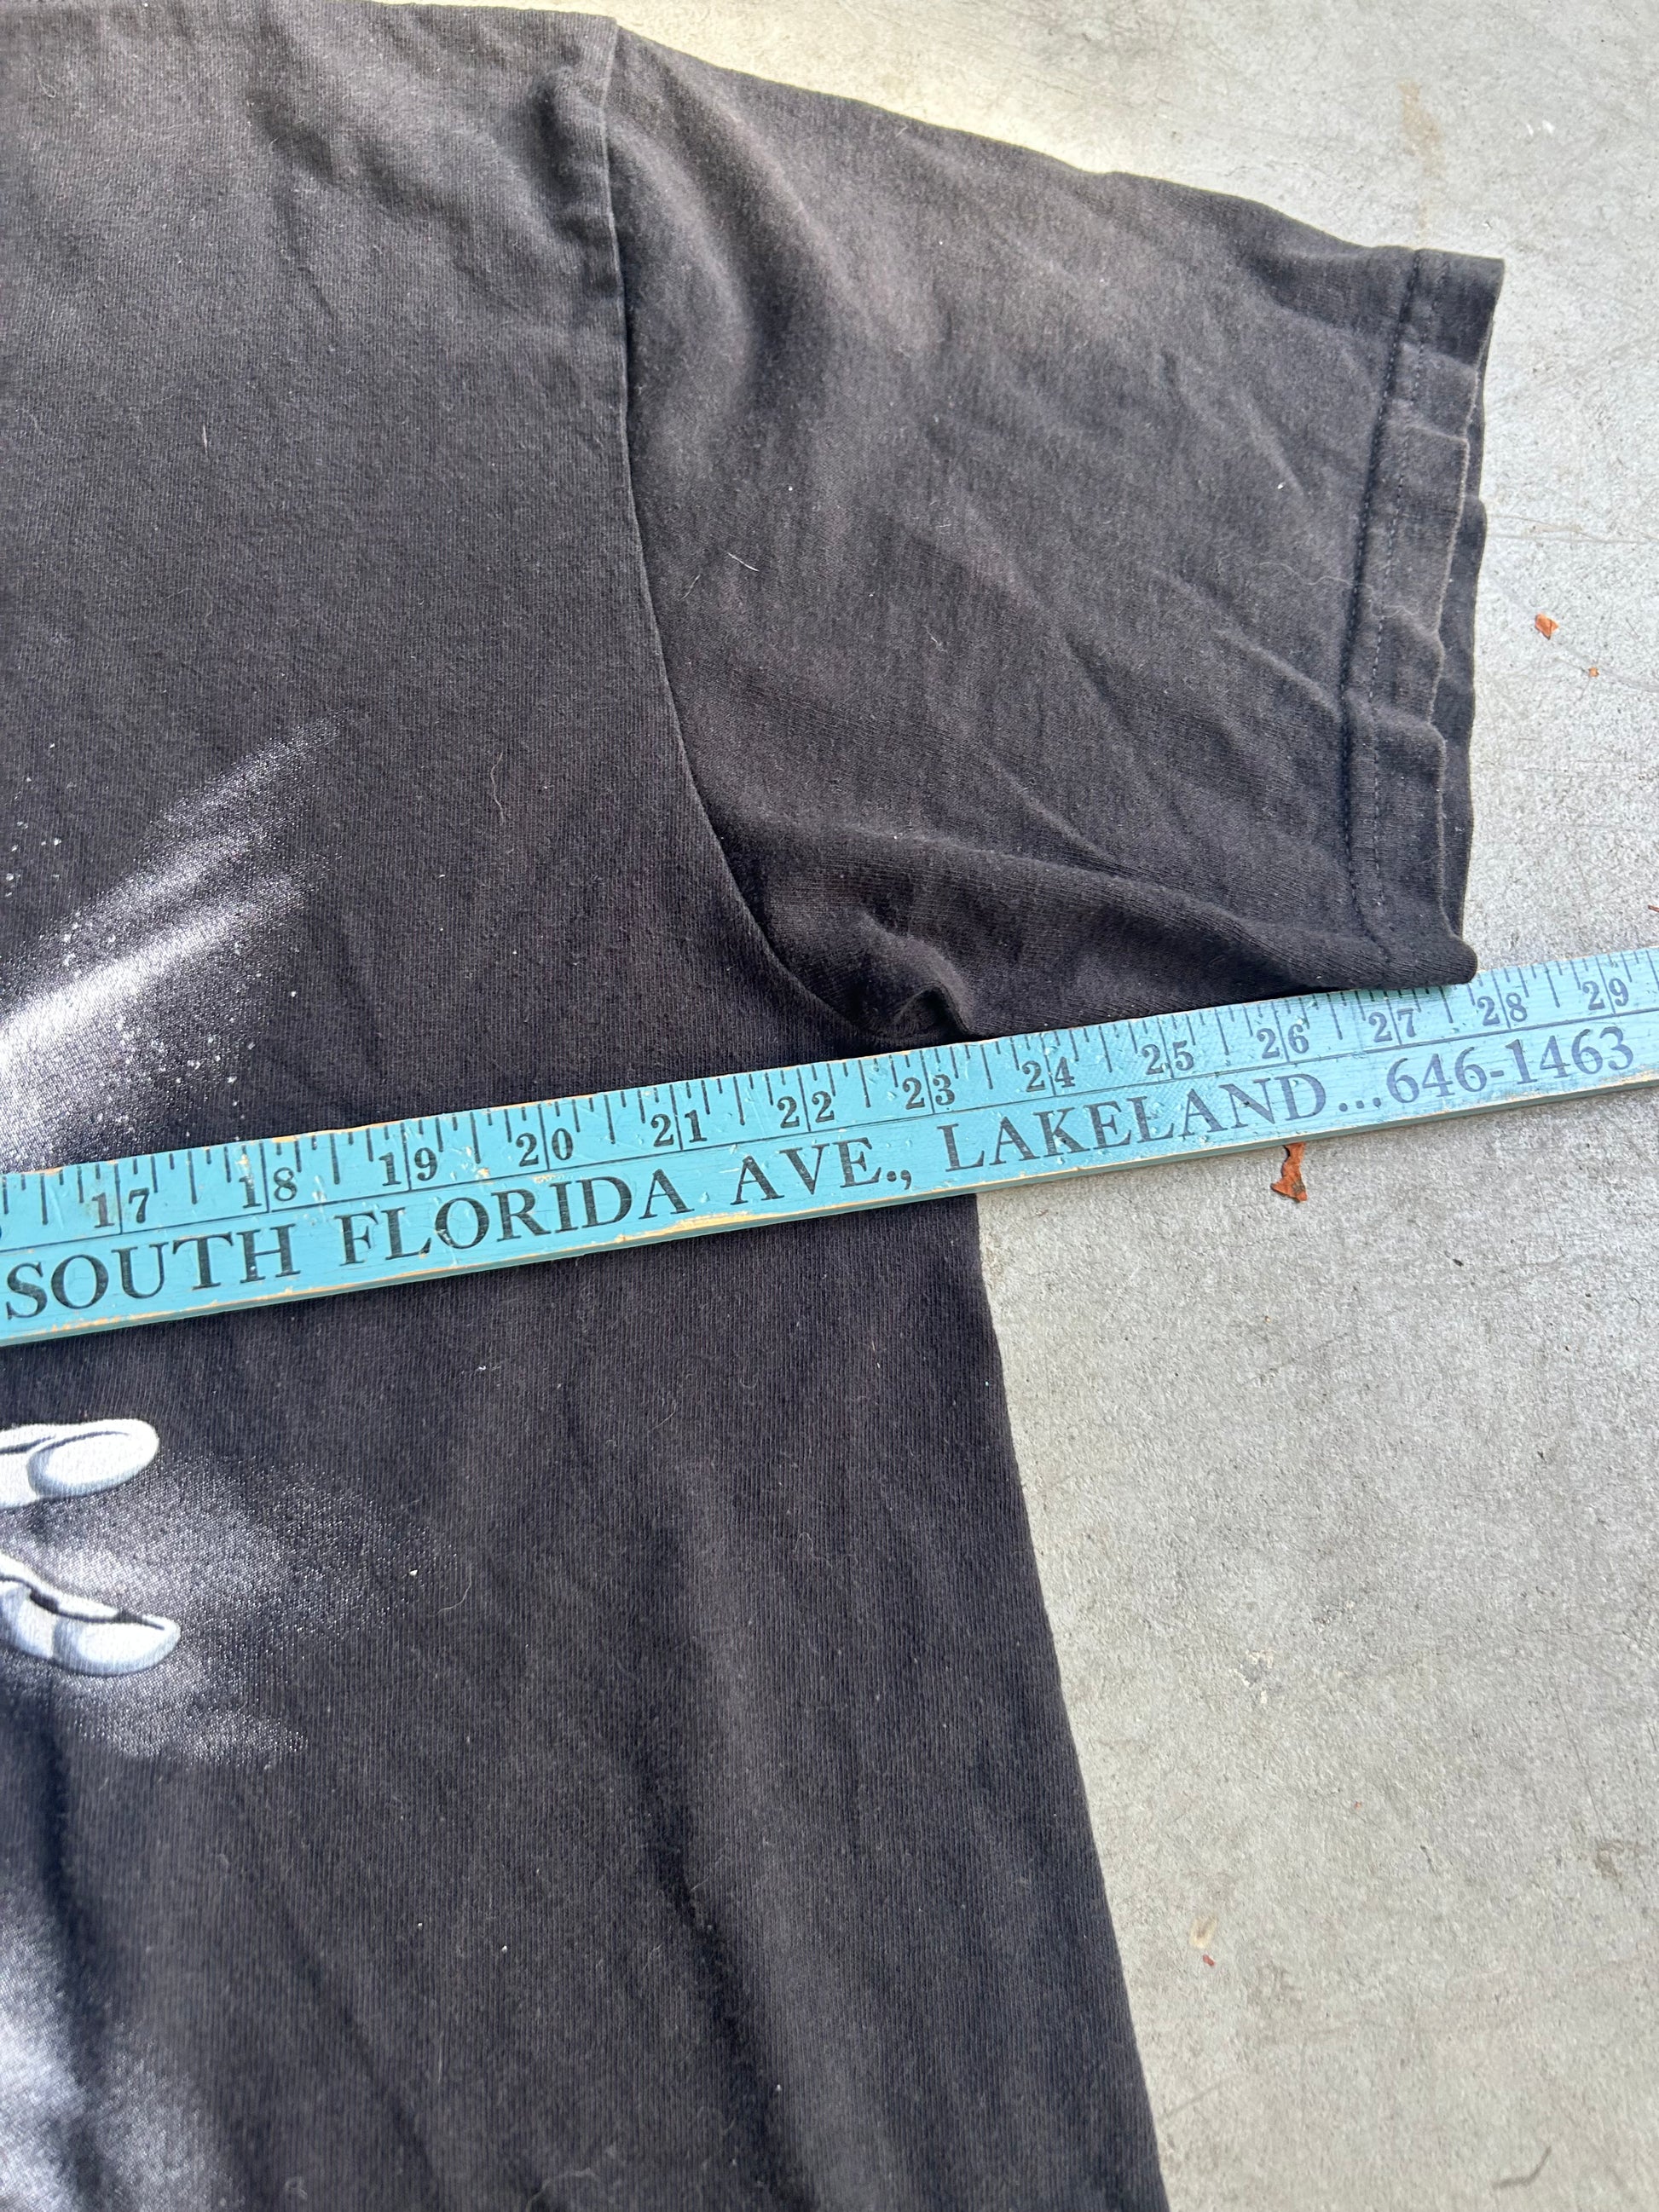 17 18 19 20 21 22 23 24 25 26 27 28 29
SOUTH FLORIDA AVE., LAKELAND...646-1463